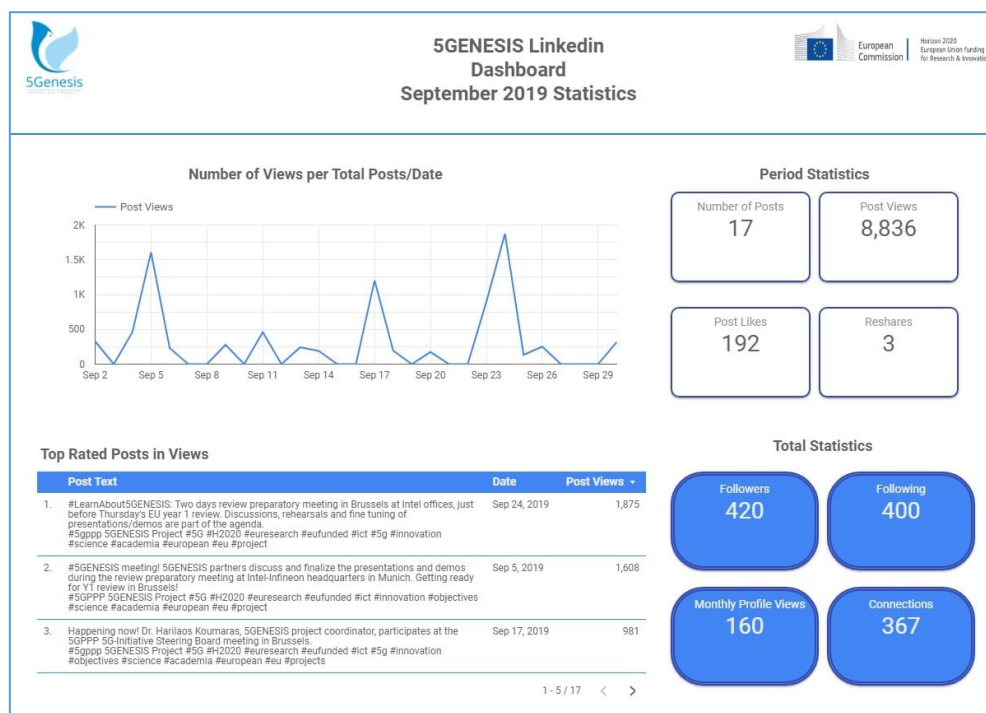 5GENESIS Linkedin
Dashboard
September 2019 Statistics
5Genesis
European
Commission
Horizon 2020
European Union funding
for Research & Innovation
Number of Views per Total Posts/Date
Post Views
2K
1.5K
1K
500
0
Sep 2 Sep 5 Sep 8 Sep 11 Sep 14 Sep 17 Sep 20 Sep 23 Sep 26 Sep 29
Period Statistics
Number of Posts
17
Post Views
8,836
Post Likes
192
Reshares
3
Top Rated Posts in Views
Post Text Date Post Views
1. #LearnAbout5GENESIS: Two days review preparatory meeting in Brussels at Intel offices, just Sep 24, 2019 1,875
before Thursday's EU year 1 review. Discussions, rehearsals and fine tuning of
presentations/demos are part of the agenda.
#5gppp 5GENESIS Project #5G #H2020 #euresearch #eufunded #ict #5g #innovation
#science #academia #european #eu #project
2. #5GENESIS meeting! 5GENESIS partners discuss and finalize the presentations and demos Sep 5, 2019 1,608
during the review preparatory meeting at Intel-Infineon headquarters in Munich. Getting ready
for Y1 review in Brussels!
#5GPPP 5GENESIS Project #5G #H2020 #euresearch #eufunded #ict #innovation #objectives
#science #academia #european #eu #project
3. Happening now! Dr. Harilaos Koumaras, 5GENESIS project coordinator, participates at the Sep 17, 2019 981
5GPPP 5G-Initiative Steering Board meeting in Brussels.
#5gppp 5GENESIS Project #5G #H2020 #euresearch #eufunded #ict #5g #innovation
#objectives #science #academia #european #eu #projects
1 - 5 / 17
Total Statistics
Followers
420
Following
400
Monthly Profile Views
160
Connections
367